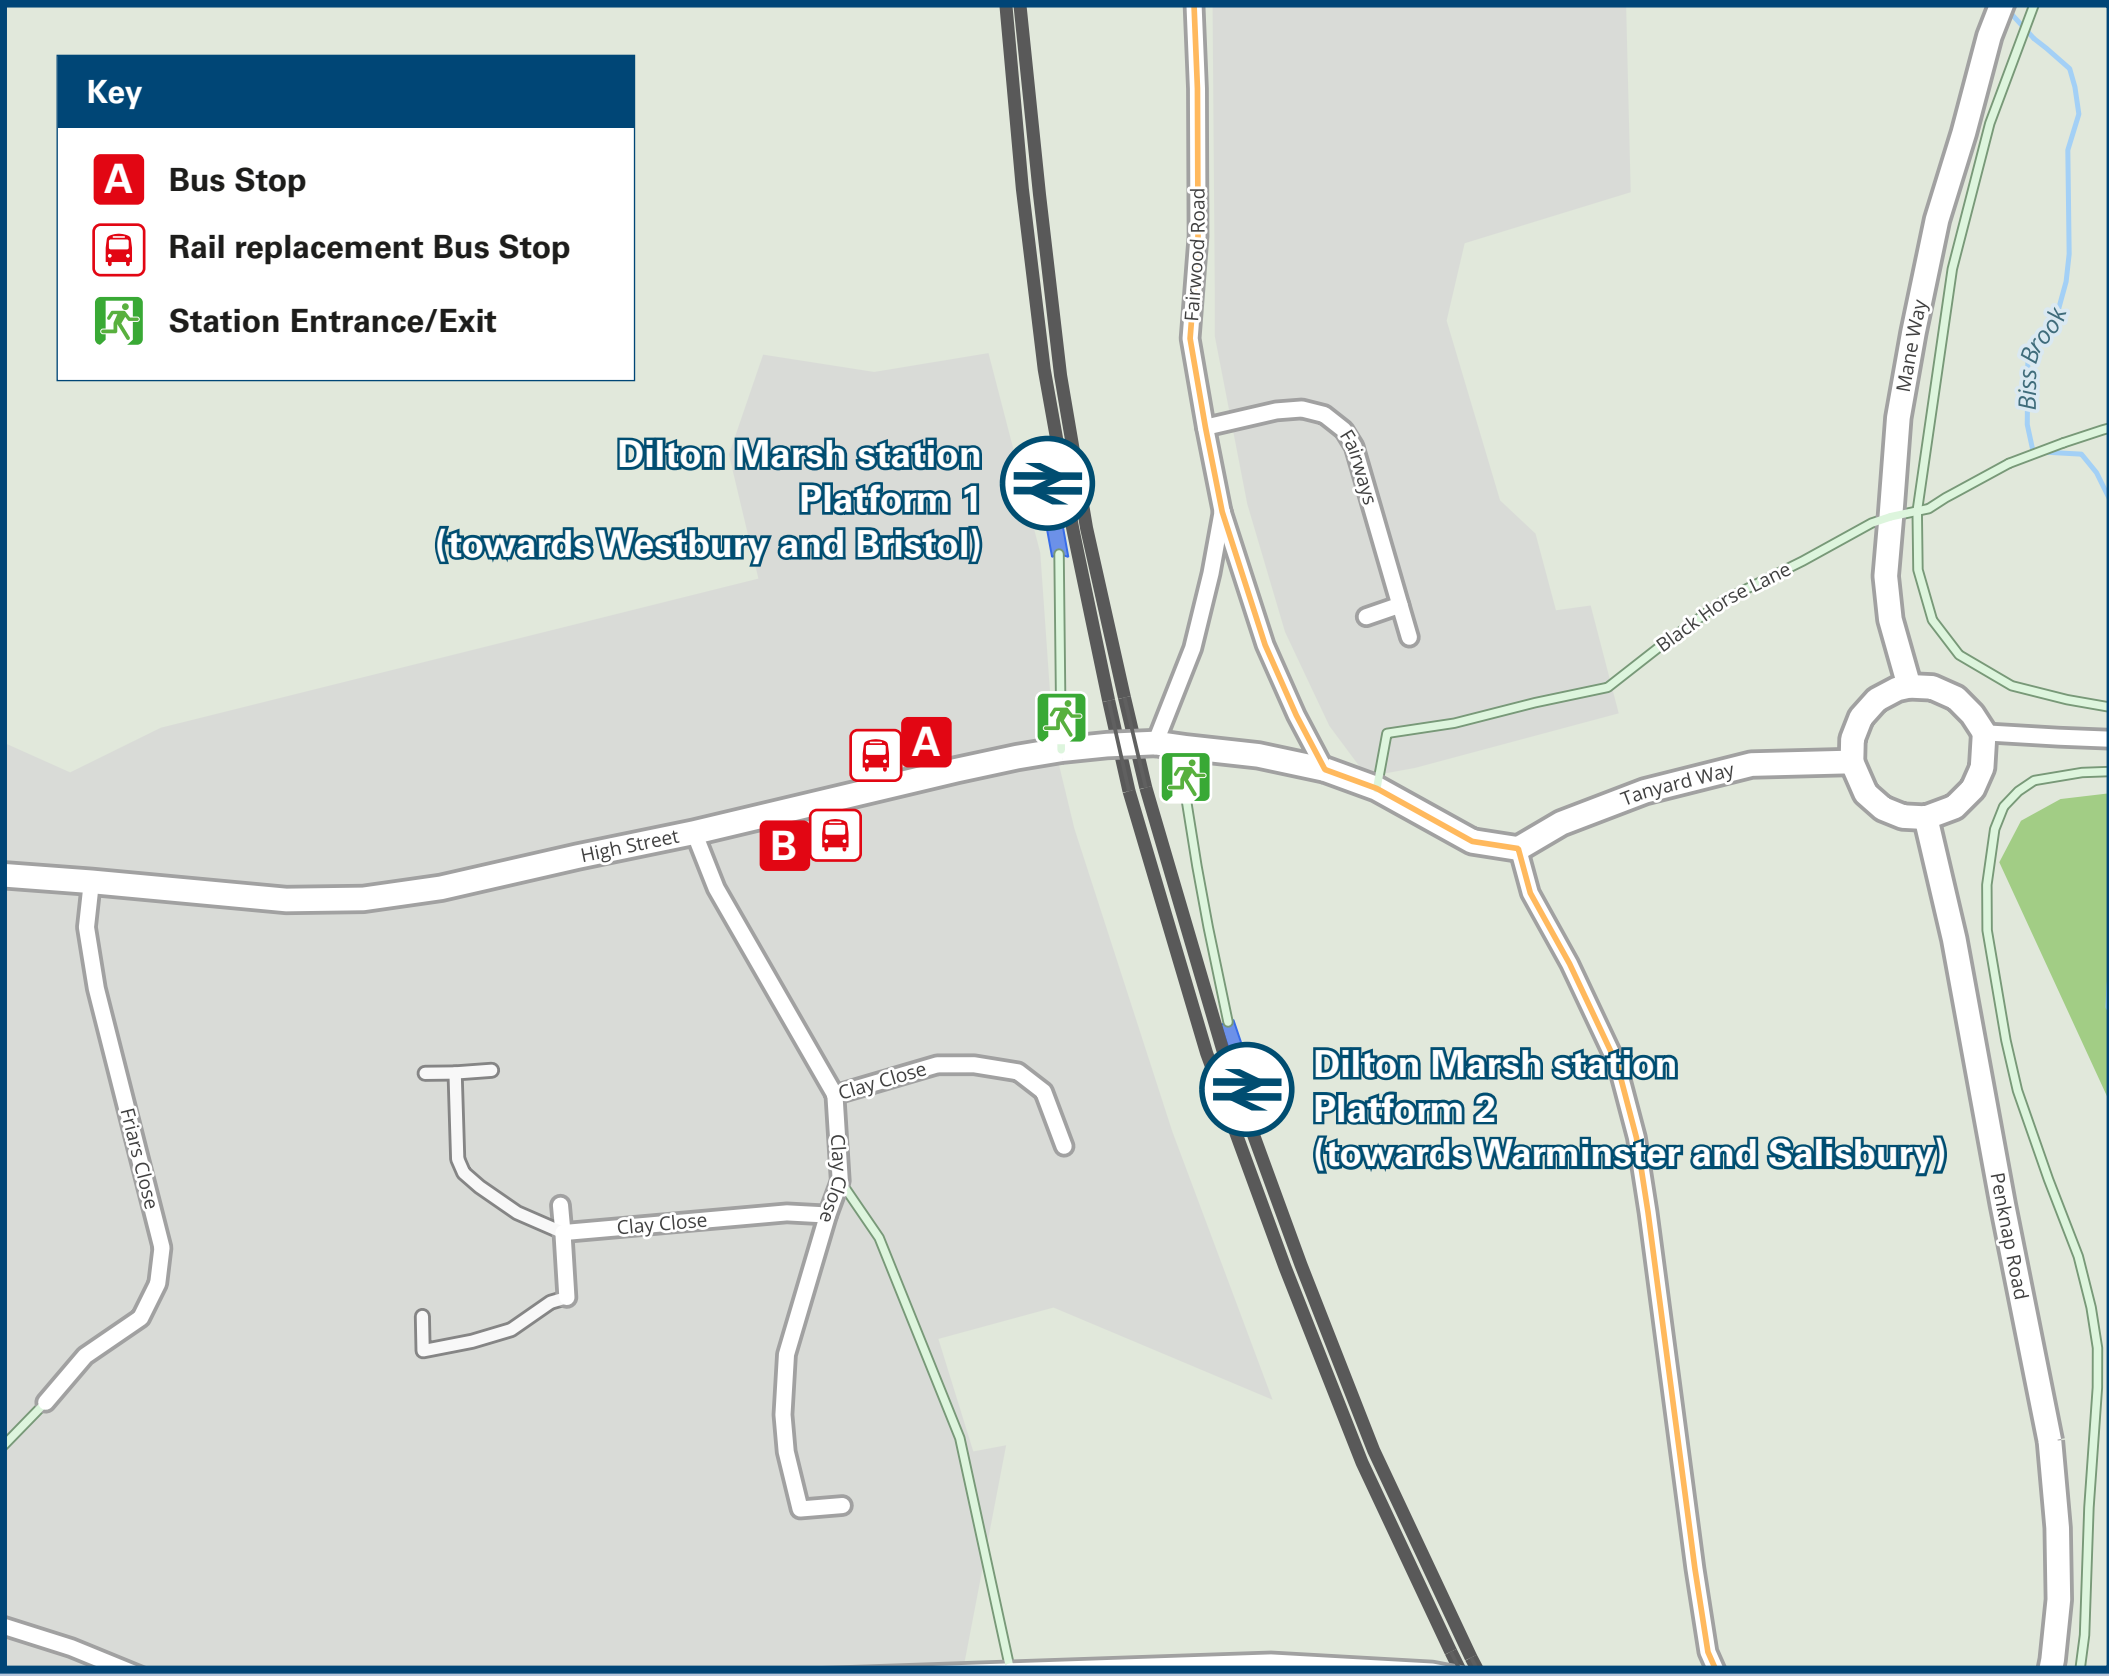 Key
A Bus Stop
Rail replacement Bus Stop
Station Entrance/Exit
Fairwood Road
Mane Way
Biss Brook
Dilton Marsh station
Platform 1
(towards Westbury and Bristol)
Fairways
Black Horse Lane
A
Tanyard Way
High Street
B
Dilton Marsh station
Platform 2
(towards Warminster and Salisbury)
Clay Close
Friars Close
Clay Close
Clay Close
Penknap Road